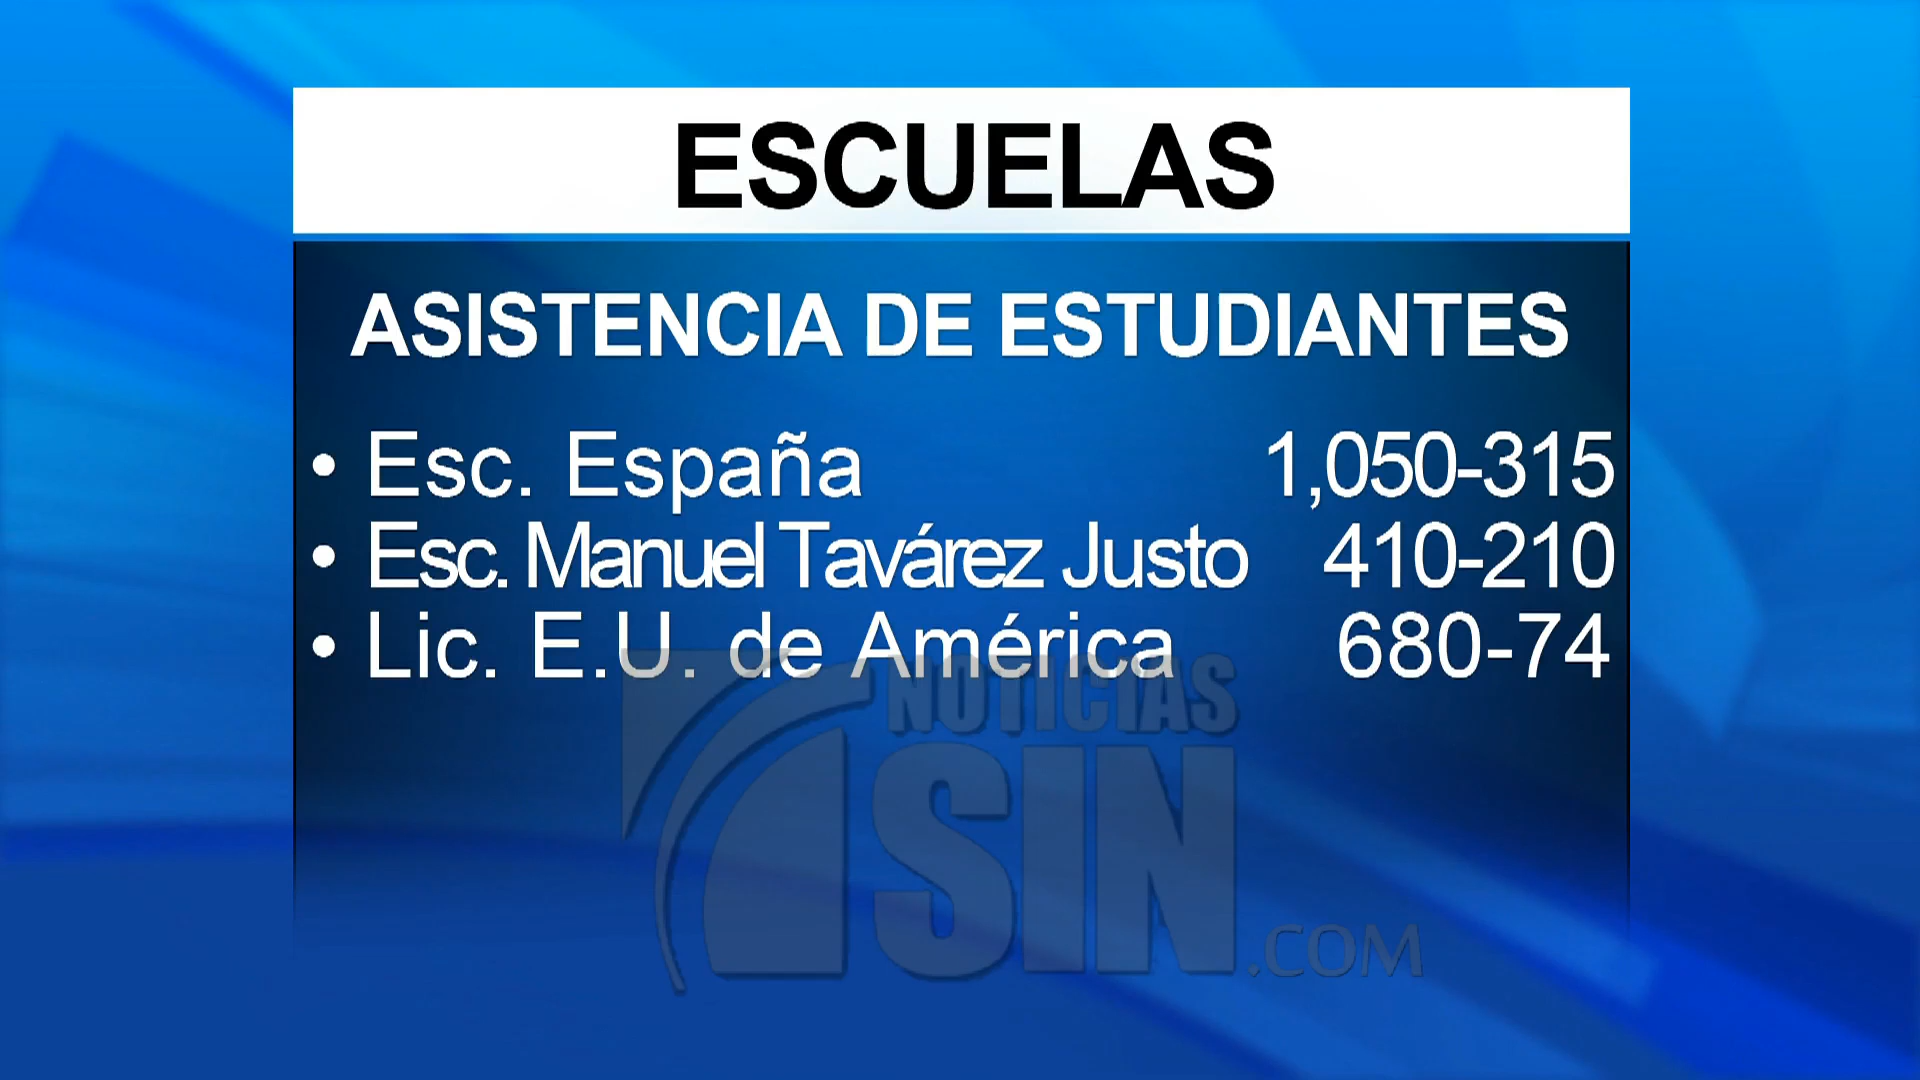 ESCUELAS
ASISTENCIA DE ESTUDIANTES
• Esc. España 1,050-315
• Esc. Manuel Tavárez Justo 410-210
• Lic. E.U. de América 680-74
NOTICIAS
SIN.COM